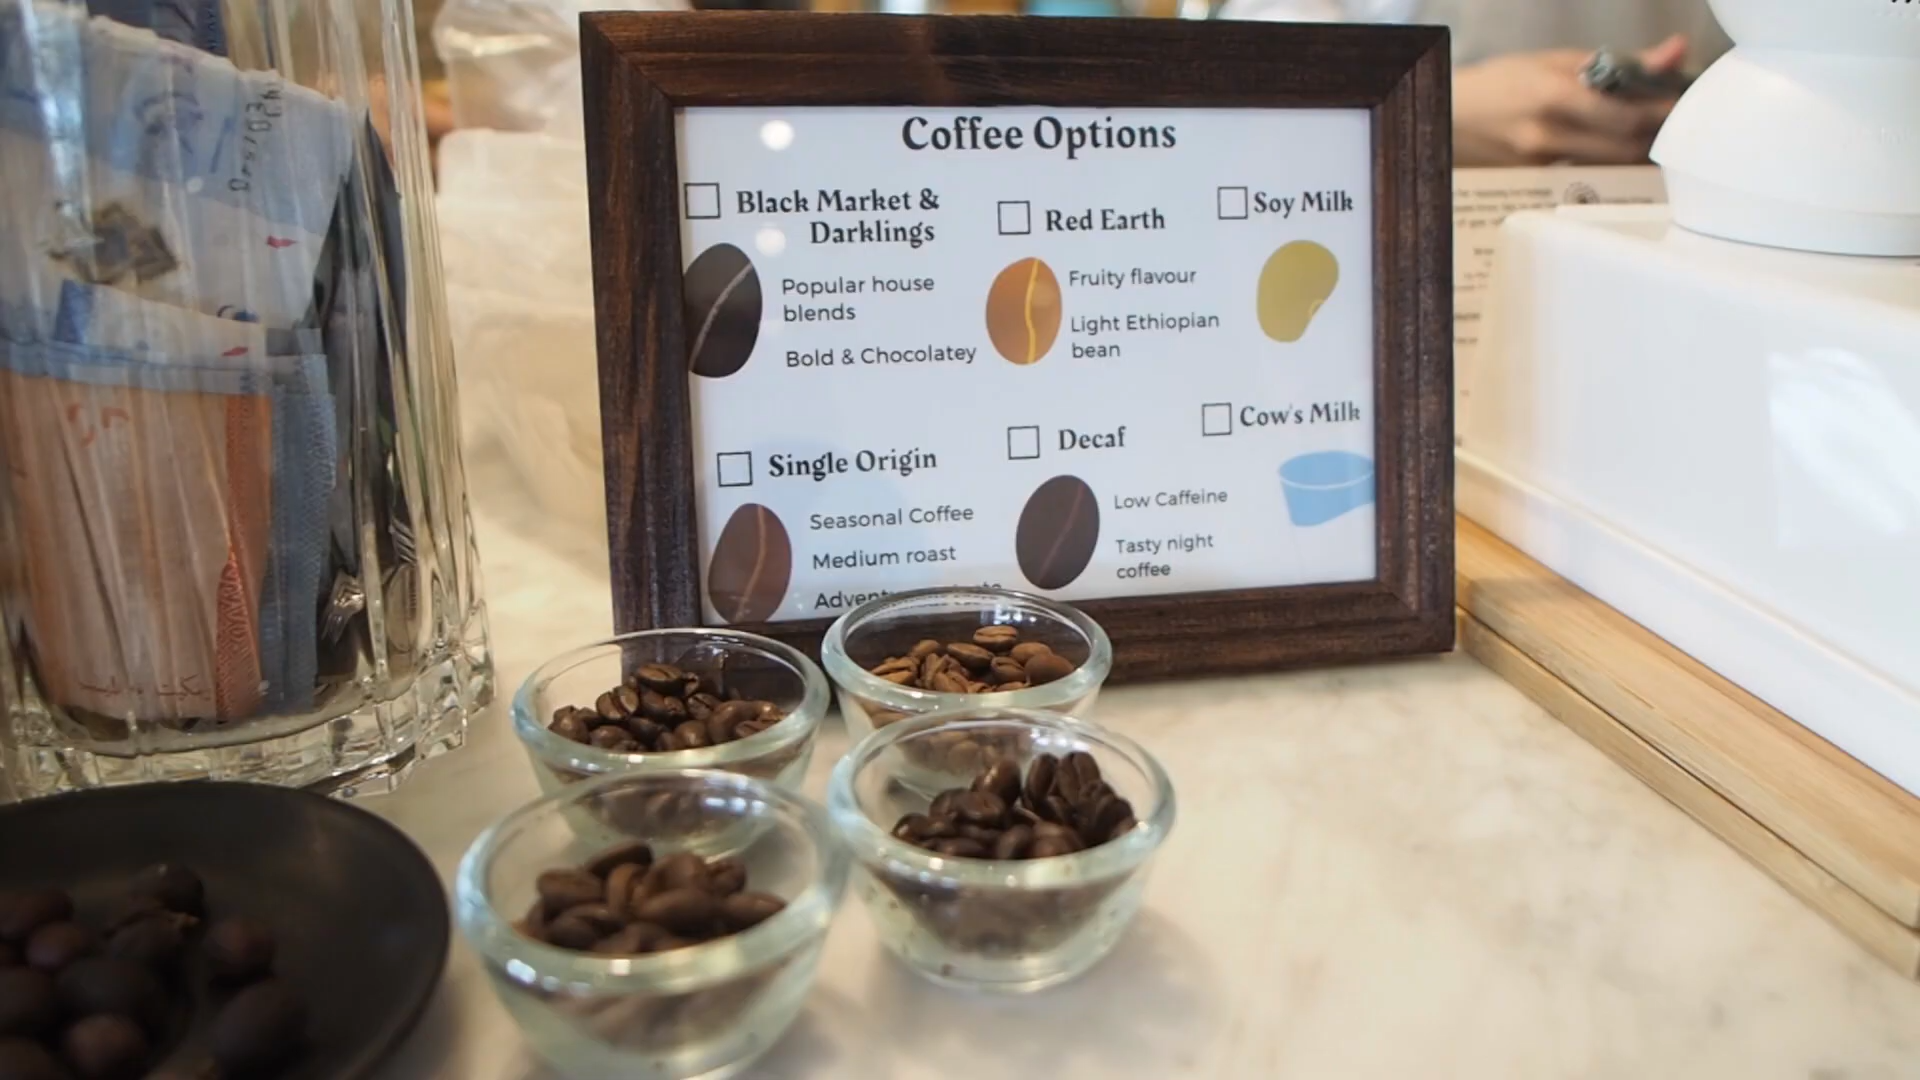 Coffee Options
Black Market &
Darklings
Popular house
blends
Bold & Chocolatey
Red Earth
Fruity flavour
Light Ethiopian
bean
Soy Milk
Single Origin
Seasonal Coffee
Medium roast
Decaf
Low Caffeine
Tasty night
coffee
Cow's Milk